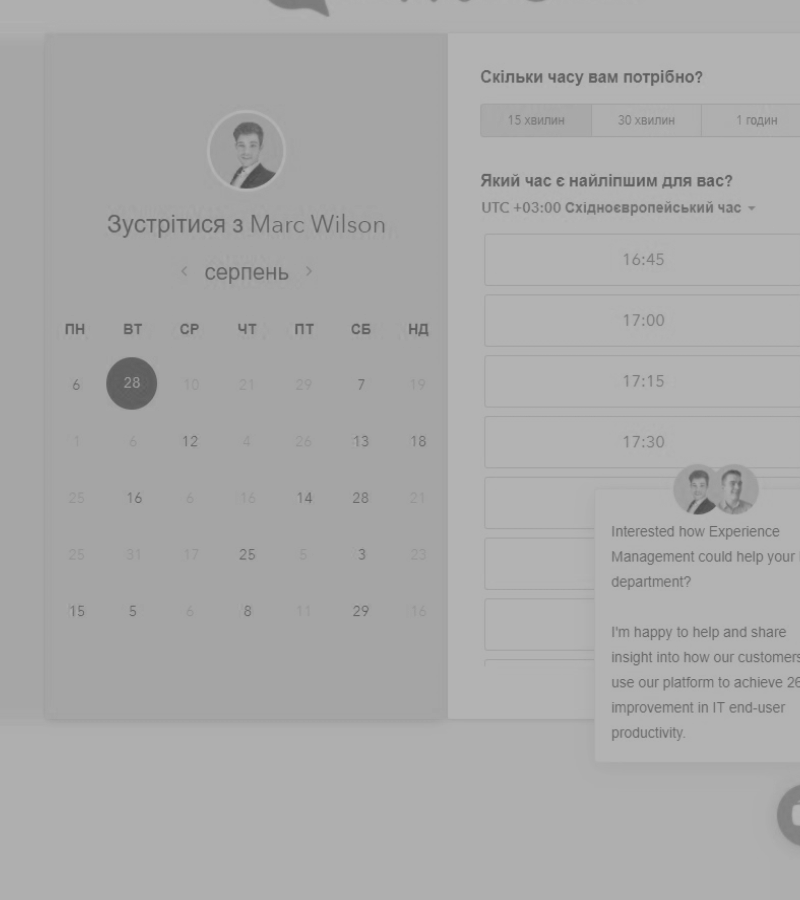 Зустрітися з Marc Wilson
серпень
ПН ВТ СР ЧТ ПТ СБ НД
6 28 10 21 29 7 19
1 6 12 4 26 13 18
25 16 6 16 14 28 21
25 31 17 25 5 3 23
15 5 6 8 11 29 16
Скільки часу вам потрібно?
15 хвилин 30 хвилин 1 годин
Який час є найліпшим для вас?
UTC +03:00 Східноєвропейський час
16:45
17:00
17:15
17:30
Interested how Experience
Management could help your
department?
I'm happy to help and share
insight into how our customers
use our platform to achieve 26
improvement in IT end-user
productivity.